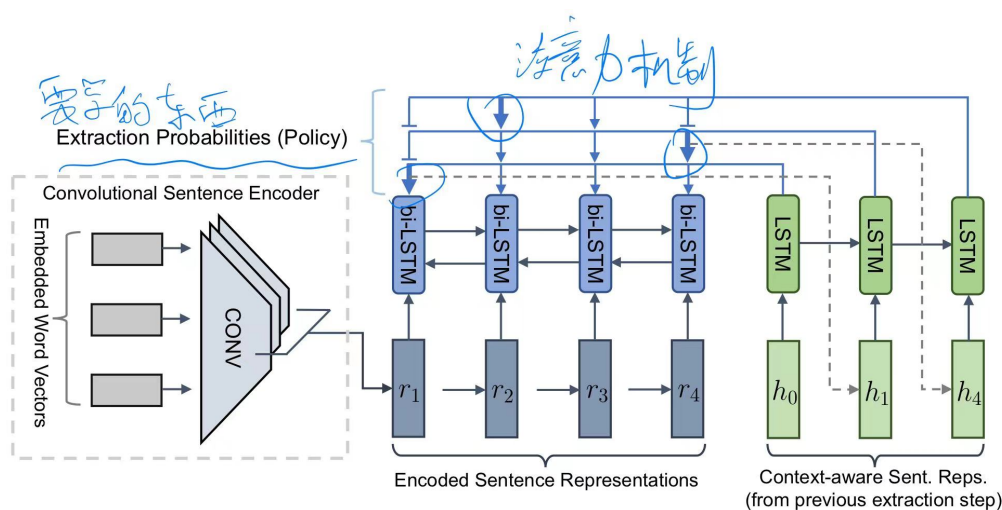 注意力机制
要学的东西
Extraction Probabilities (Policy)
Convolutional Sentence Encoder
Embedded Word Vectors
CONV
bi-LSTM
bi-LSTM
bi-LSTM
bi-LSTM
LSTM
LSTM
LSTM
r₁
r₂
r₃
r₄
h₀
h₁
h₄
Encoded Sentence Representations
Context-aware Sent. Reps.
(from previous extraction step)